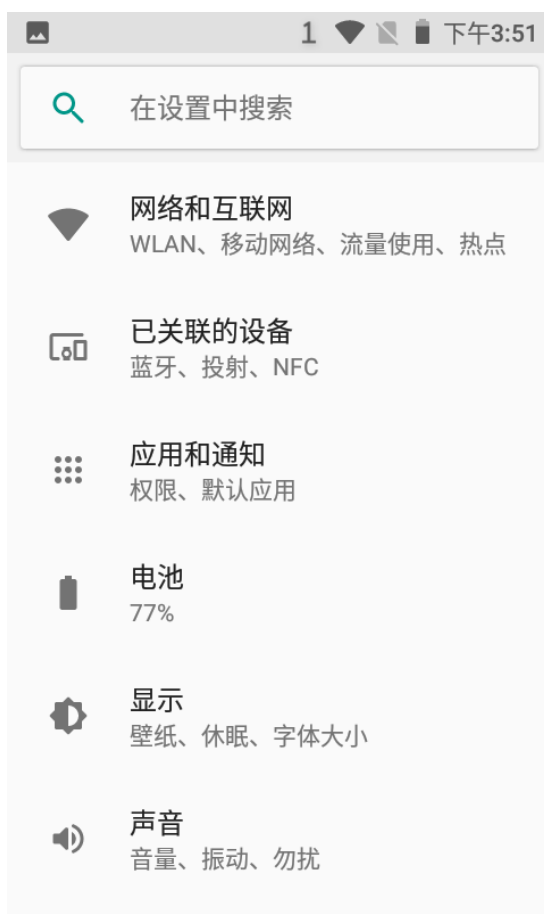 1 下午3:51
在设置中搜索
网络和互联网
WLAN、移动网络、流量使用、热点
已关联的设备
蓝牙、投射、NFC
应用和通知
权限、默认应用
电池
77%
显示
壁纸、休眠、字体大小
声音
音量、振动、勿扰